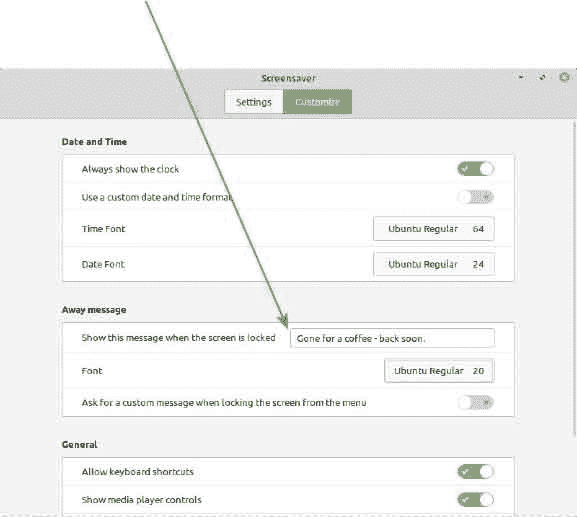 Screensaver
Settings Customize
Date and Time
Always show the clock
Use a custom date and time format
Time Font Ubuntu Regular 64
Date Font Ubuntu Regular 24
Away message
Show this message when the screen is locked Gone for a coffee - back soon.
Font Ubuntu Regular 20
Ask for a custom message when locking the screen from the menu
General
Allow keyboard shortcuts
Show media player controls